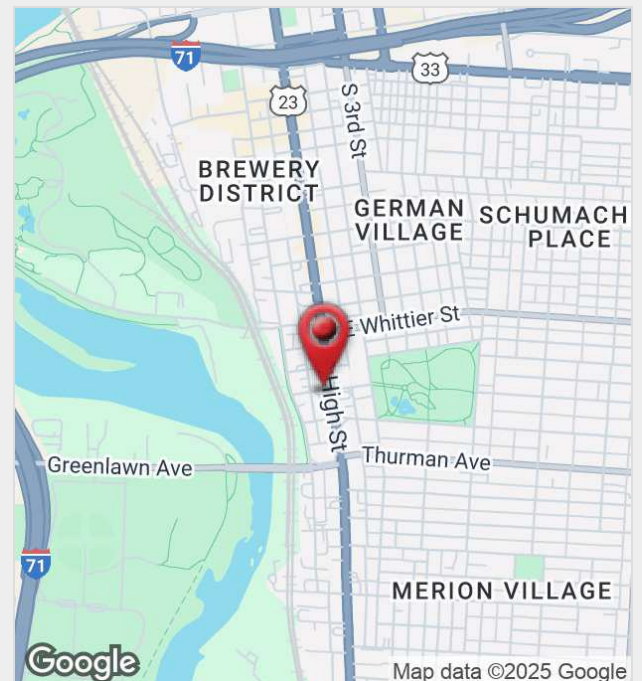 71
33
23
S 3rd St
BREWERY
DISTRICT
GERMAN
VILLAGE
SCHUMACH
PLACE
E Whittier St
High St
Greenlawn Ave
Thurman Ave
71
MERION VILLAGE
Google
Map data ©2025 Google